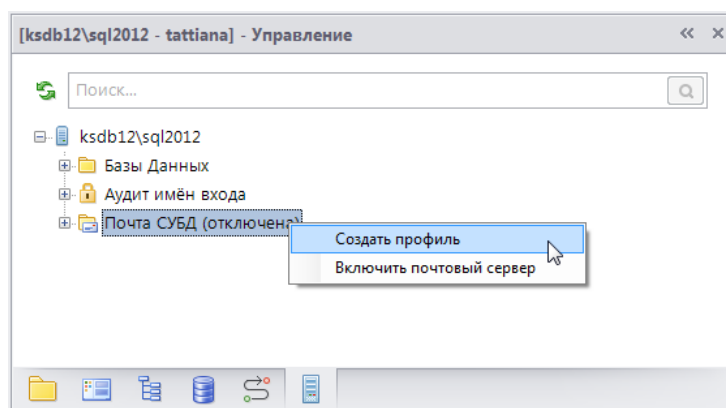 [ksdb12\sql2012 - tattiana] - Управление
Поиск...
ksdb12\sql2012
Базы Данных
Аудит имён входа
Почта СУБД (отключена)
Создать профиль
Включить почтовый сервер